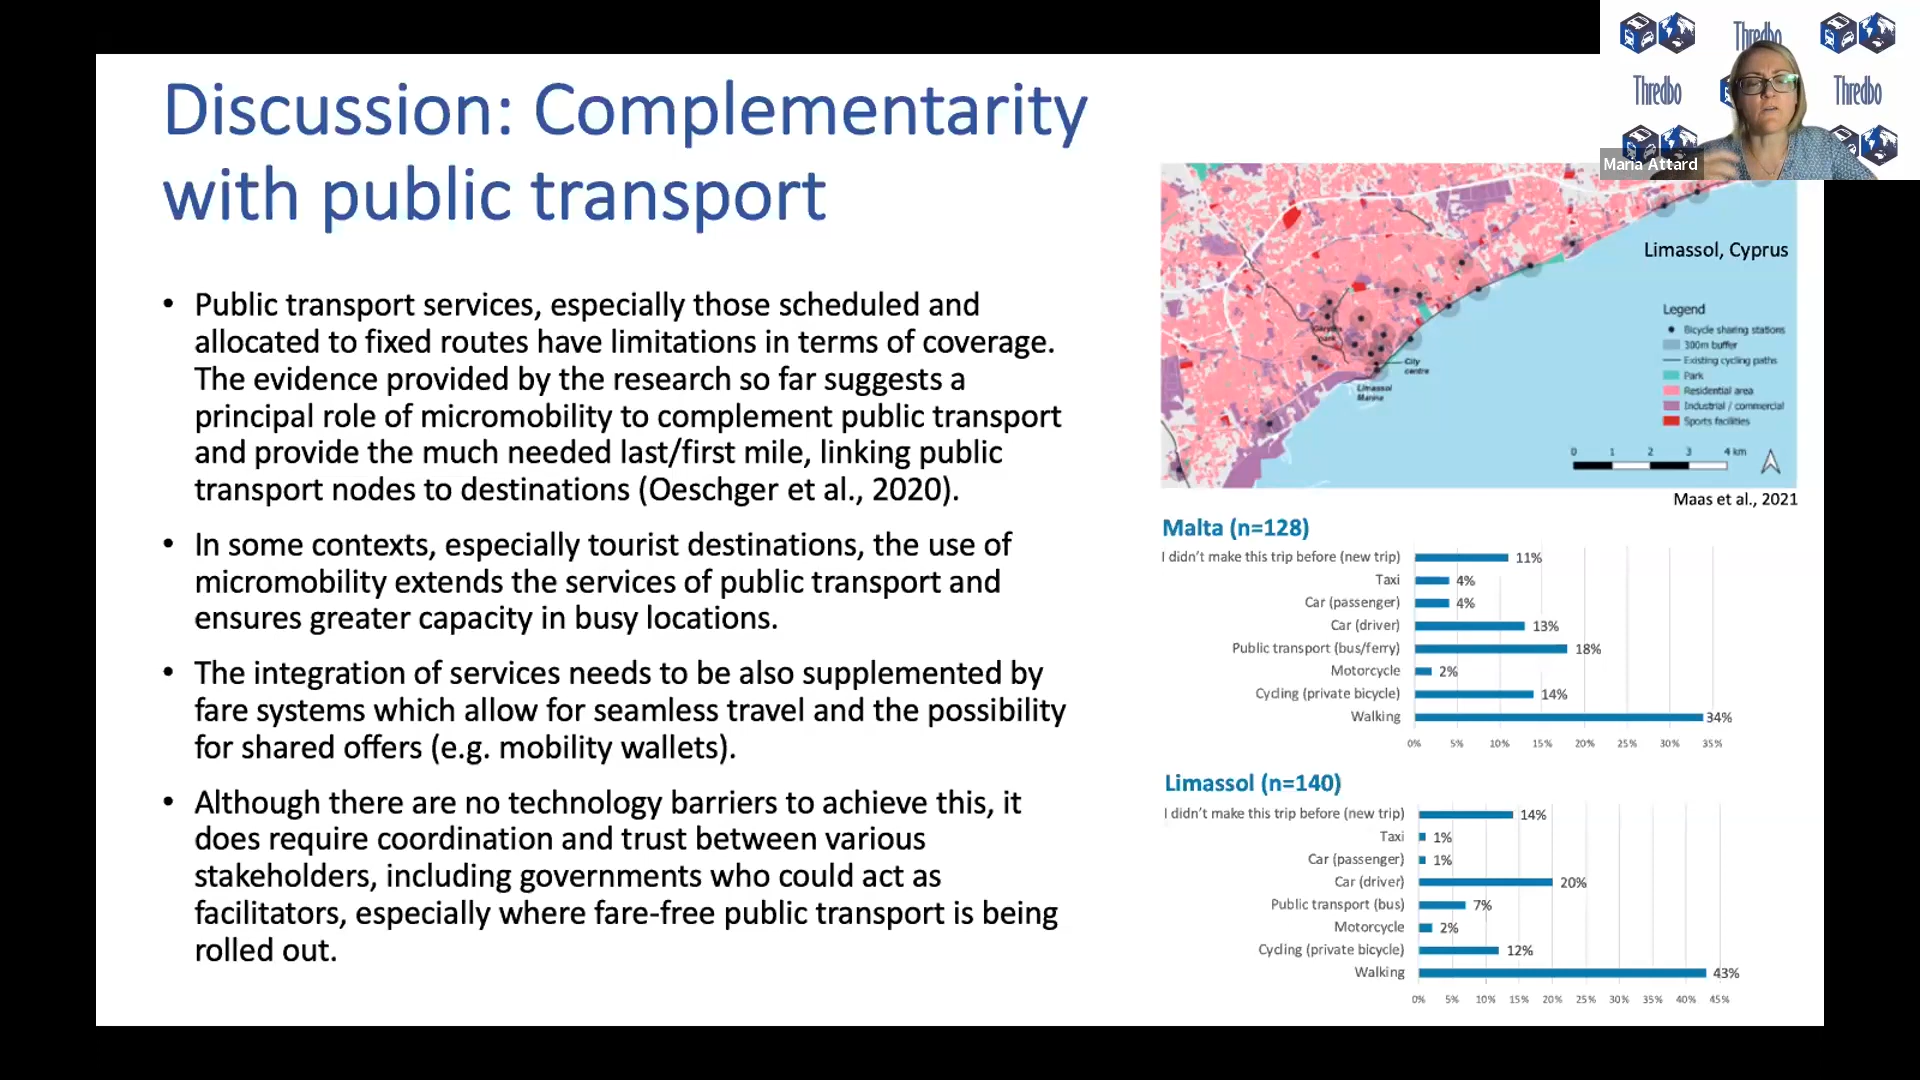 Discussion: Complementarity
with public transport
• Public transport services, especially those scheduled and
allocated to fixed routes have limitations in terms of coverage.
The evidence provided by the research so far suggests a
principal role of micromobility to complement public transport
and provide the much needed last/first mile, linking public
transport nodes to destinations (Oeschger et al., 2020).
• In some contexts, especially tourist destinations, the use of
micromobility extends the services of public transport and
ensures greater capacity in busy locations.
• The integration of services needs to be also supplemented by
fare systems which allow for seamless travel and the possibility
for shared offers (e.g. mobility wallets).
• Although there are no technology barriers to achieve this, it
does require coordination and trust between various
stakeholders, including governments who could act as
facilitators, especially where fare-free public transport is being
rolled out.
Thredbo
Thredbo
Thredbo
Maria Attard
Limassol, Cyprus
Legend
Bicycle sharing stations
300m buffer
Existing cycling paths
Park
Residential area
Industrial / commercial
Sports facilities
City
centre
Limassol
Marina
0 1 2 3 4 km
Maas et al., 2021
Malta (n=128)
I didn't make this trip before (new trip) 11%
Taxi 4%
Car (passenger) 4%
Car (driver) 13%
Public transport (bus/ferry) 18%
Motorcycle 2%
Cycling (private bicycle) 14%
Walking 34%
0% 5% 10% 15% 20% 25% 30% 35%
Limassol (n=140)
I didn't make this trip before (new trip) 14%
Taxi 1%
Car (passenger) 1%
Car (driver) 20%
Public transport (bus) 7%
Motorcycle 2%
Cycling (private bicycle) 12%
Walking 43%
0% 5% 10% 15% 20% 25% 30% 35% 40% 45%